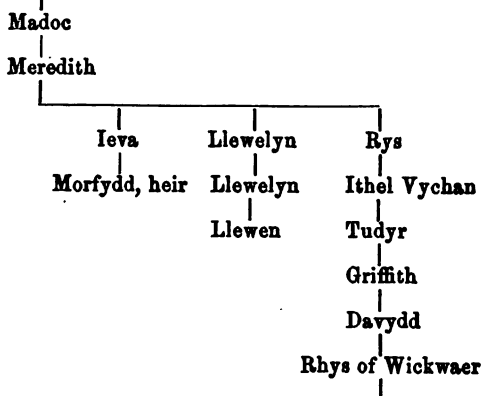 Madoc
Meredith
Ieva Llewelyn Rys
Morfydd, heir Llewelyn Ithel Vychan
Llewen Tudyr
Griffith
Davydd
Rhys of Wickwaer